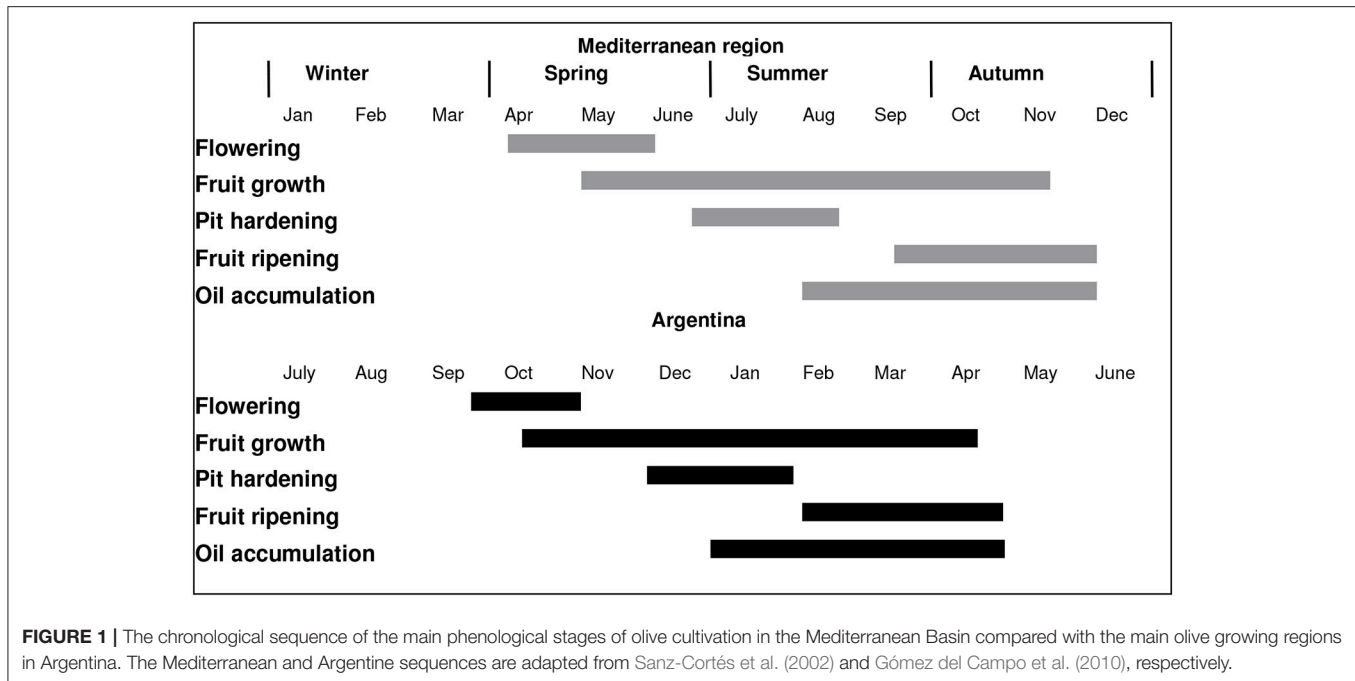 Mediterranean region
Winter Spring Summer Autumn
Jan Feb Mar Apr May June July Aug Sep Oct Nov Dec
Flowering
Fruit growth
Pit hardening
Fruit ripening
Oil accumulation
Argentina
July Aug Sep Oct Nov Dec Jan Feb Mar Apr May June
Flowering
Fruit growth
Pit hardening
Fruit ripening
Oil accumulation
FIGURE 1 | The chronological sequence of the main phenological stages of olive cultivation in the Mediterranean Basin compared with the main olive growing regions
in Argentina. The Mediterranean and Argentine sequences are adapted from Sanz-Cortés et al. (2002) and Gómez del Campo et al. (2010), respectively.